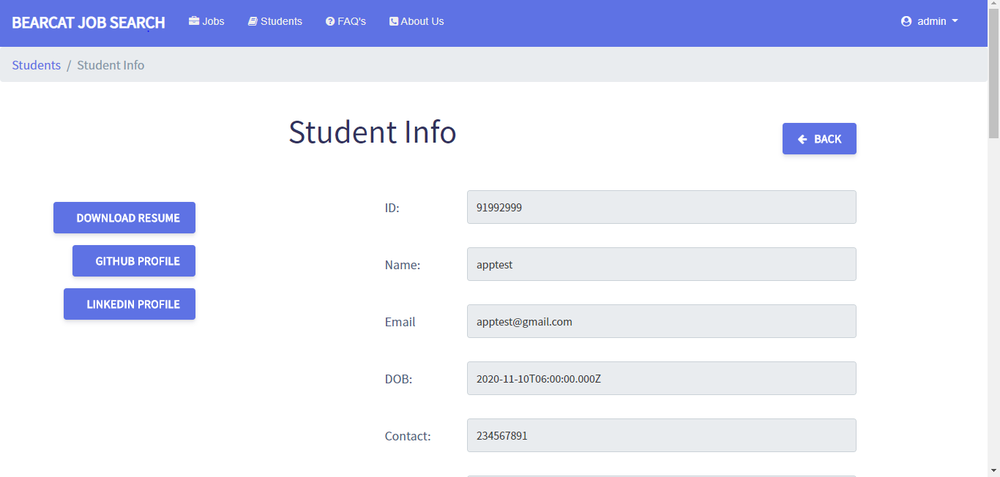 BEARCAT JOB SEARCH Jobs Students FAQ's About Us admin
Students / Student Info
Student Info
BACK
DOWNLOAD RESUME
GITHUB PROFILE
LINKEDIN PROFILE
ID: 91992999
Name: apptest
Email apptest@gmail.com
DOB: 2020-11-10T06:00:00.000Z
Contact: 234567891